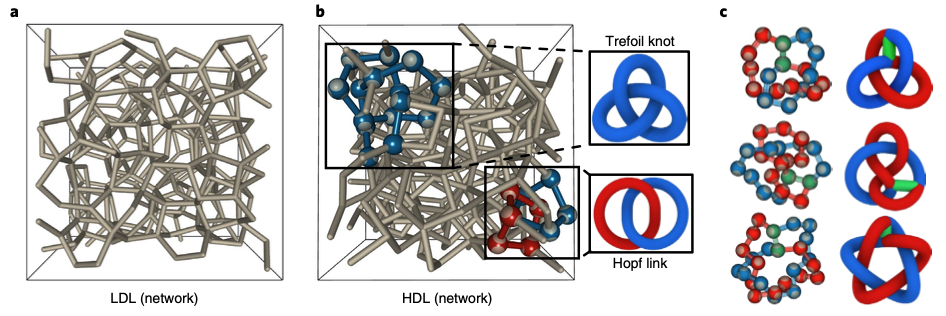 a
b
c
Trefoil knot
Hopf link
LDL (network)
HDL (network)